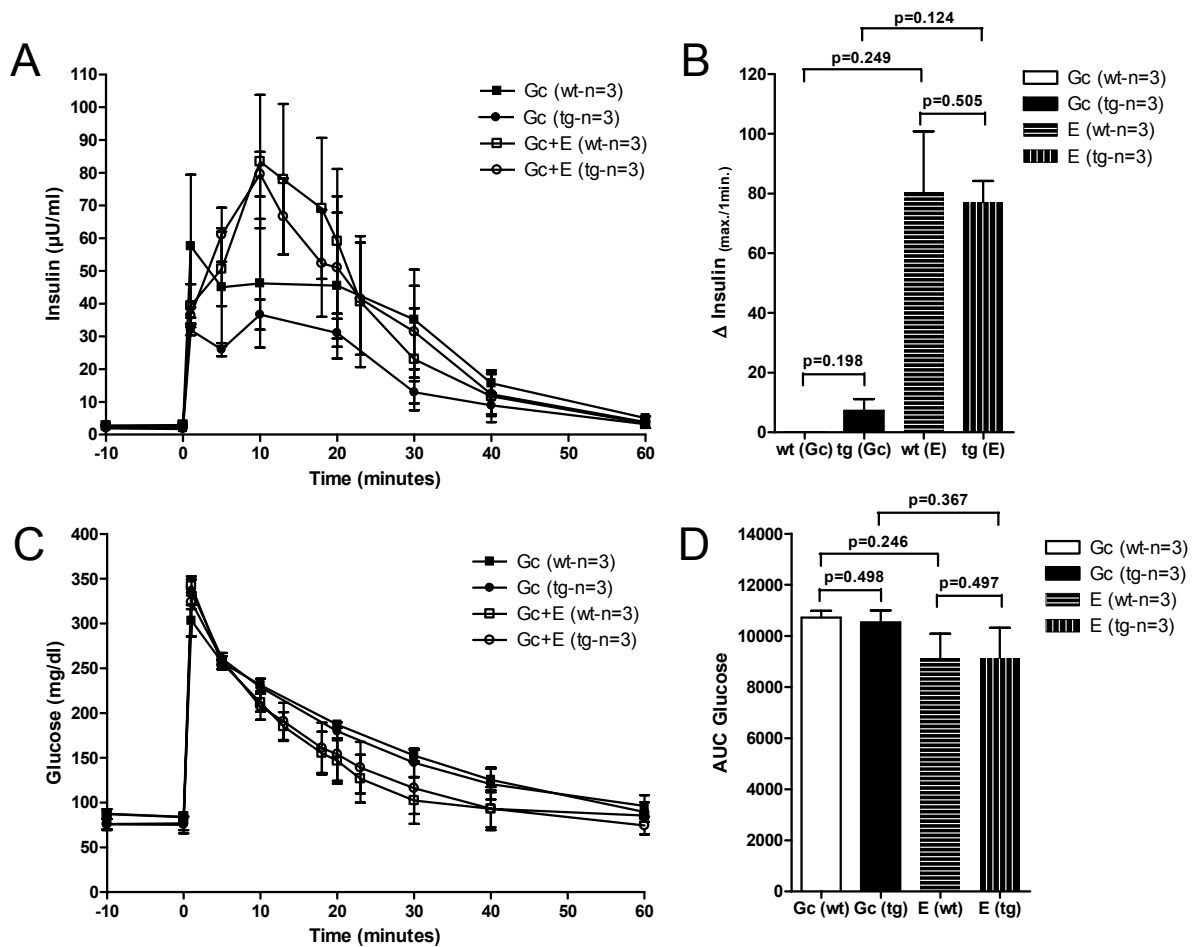 A
Insulin (µU/ml)
110
100
90
80
70
60
50
40
30
20
10
0
-10 0 10 20 30 40 50 60
Time (minutes)
Gc (wt-n=3)
Gc (tg-n=3)
Gc+E (wt-n=3)
Gc+E (tg-n=3)
B
Δ Insulin (max./1min.)
120
100
80
60
40
20
0
p=0.124
p=0.249
p=0.505
p=0.198
wt (Gc) tg (Gc) wt (E) tg (E)
Gc (wt-n=3)
Gc (tg-n=3)
E (wt-n=3)
E (tg-n=3)
C
Glucose (mg/dl)
400
350
300
250
200
150
100
50
0
-10 0 10 20 30 40 50 60
Time (minutes)
Gc (wt-n=3)
Gc (tg-n=3)
Gc+E (wt-n=3)
Gc+E (tg-n=3)
D
AUC Glucose
14000
12000
10000
8000
6000
4000
2000
0
p=0.367
p=0.246
p=0.498
p=0.497
Gc (wt) Gc (tg) E (wt) E (tg)
Gc (wt-n=3)
Gc (tg-n=3)
E (wt-n=3)
E (tg-n=3)